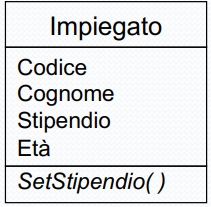 Impiegato
Codice
Cognome
Stipendio
Età
SetStipendio( )